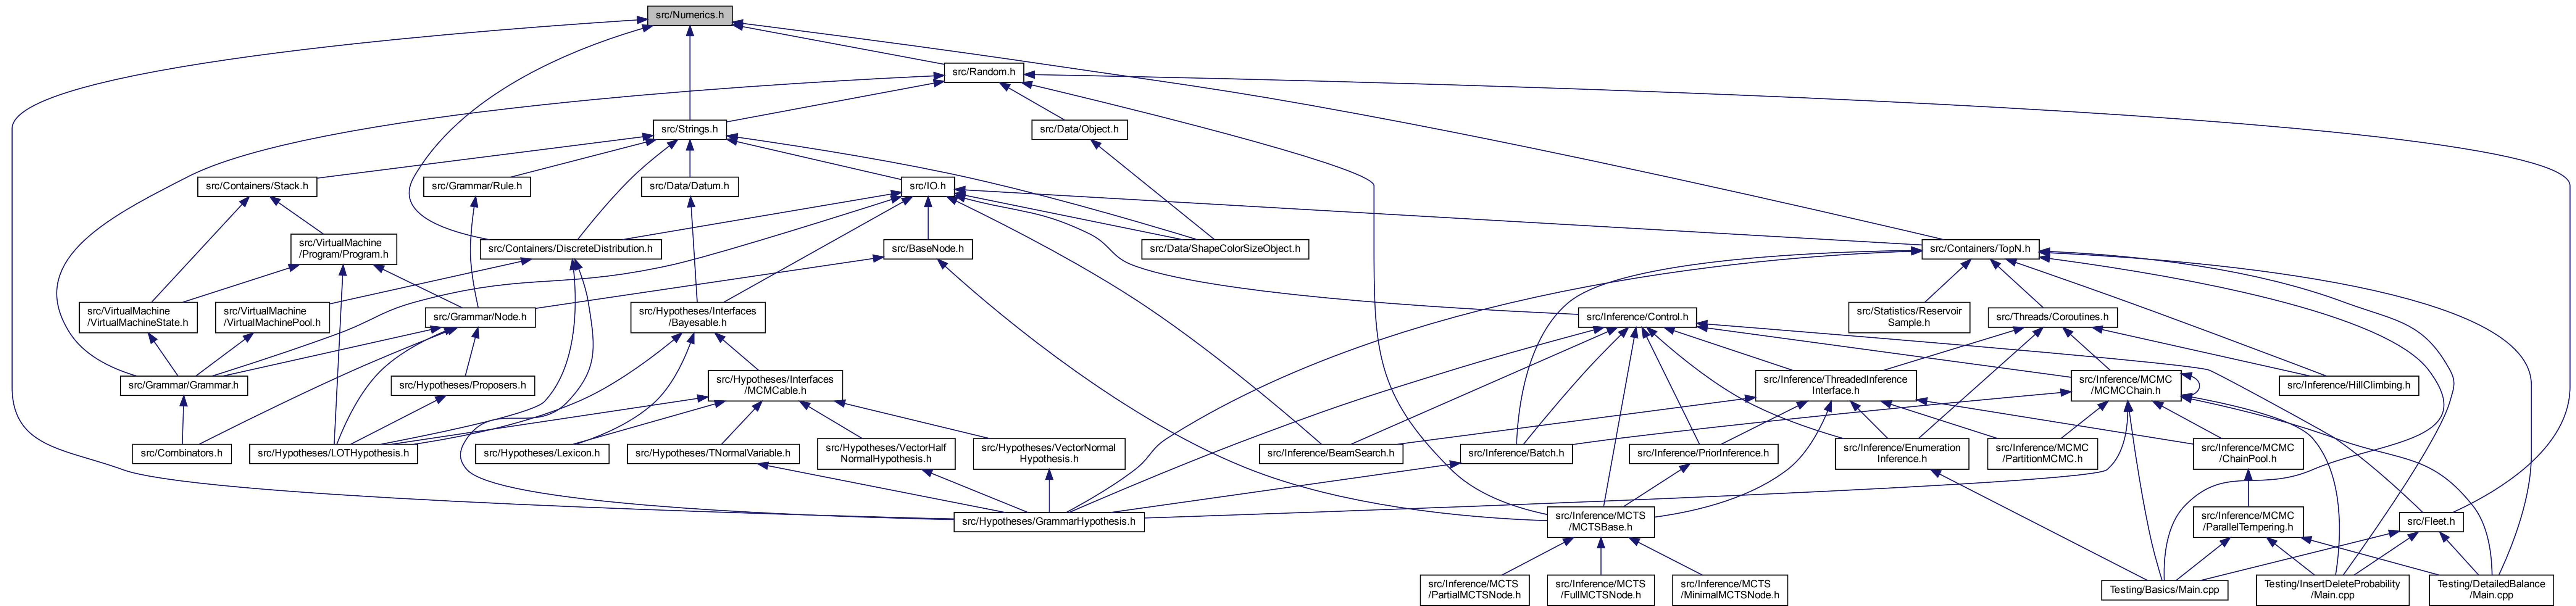 src/Numerics.h
src/Random.h
src/Strings.h
src/Data/Object.h
src/Containers/Stack.h
src/Grammar/Rule.h
src/Data/Datum.h
src/IO.h
src/VirtualMachine
/Program/Program.h
src/Containers/DiscreteDistribution.h
src/BaseNode.h
src/Data/ShapeColorSizeObject.h
src/Containers/TopN.h
src/VirtualMachine
/VirtualMachineState.h
src/VirtualMachine
/VirtualMachinePool.h
src/Grammar/Node.h
src/Hypotheses/Interfaces
/Bayesable.h
src/Inference/Control.h
src/Statistics/Reservoir
Sample.h
src/Threads/Coroutines.h
src/Grammar/Grammar.h
src/Hypotheses/Proposers.h
src/Hypotheses/Interfaces
/MCMCable.h
src/Inference/ThreadedInference
Interface.h
src/Inference/MCMC
/MCMCChain.h
src/Inference/HillClimbing.h
src/Combinators.h
src/Hypotheses/LOTHypothesis.h
src/Hypotheses/Lexicon.h
src/Hypotheses/TNormalVariable.h
src/Hypotheses/VectorHalf
NormalHypothesis.h
src/Hypotheses/VectorNormal
Hypothesis.h
src/Inference/BeamSearch.h
src/Inference/Batch.h
src/Inference/PriorInference.h
src/Inference/Enumeration
Inference.h
src/Inference/MCMC
/PartitionMCMC.h
src/Inference/MCMC
/ChainPool.h
src/Hypotheses/GrammarHypothesis.h
src/Inference/MCTS
/MCTSBase.h
src/Inference/MCMC
/ParallelTempering.h
src/Fleet.h
src/Inference/MCTS
/PartialMCTSNode.h
src/Inference/MCTS
/FullMCTSNode.h
src/Inference/MCTS
/MinimalMCTSNode.h
Testing/Basics/Main.cpp
Testing/InsertDeleteProbability
/Main.cpp
Testing/DetailedBalance
/Main.cpp